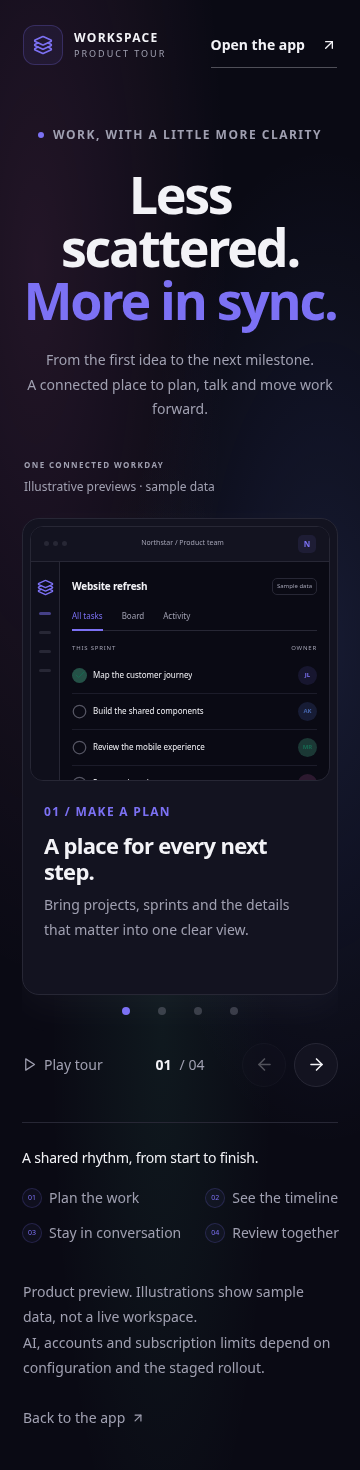 WORKSPACE
PRODUCT TOUR
Open the app
WORK, WITH A LITTLE MORE CLARITY
Less
scattered.
More in sync.
From the first idea to the next milestone.
A connected place to plan, talk and move work
forward.
ONE CONNECTED WORKDAY
Illustrative previews · sample data
Northstar / Product team
N
Website refresh
Sample data
All tasks Board Activity
THIS SPRINT OWNER
Map the customer journey JL
Build the shared components AK
Review the mobile experience
01 / MAKE A PLAN
A place for every next
step.
Bring projects, sprints and the details
that matter into one clear view.
Play tour 01 / 04
A shared rhythm, from start to finish.
01 Plan the work 02 See the timeline
03 Stay in conversation 04 Review together
Product preview. Illustrations show sample
data, not a live workspace.
AI, accounts and subscription limits depend on
configuration and the staged rollout.
Back to the app